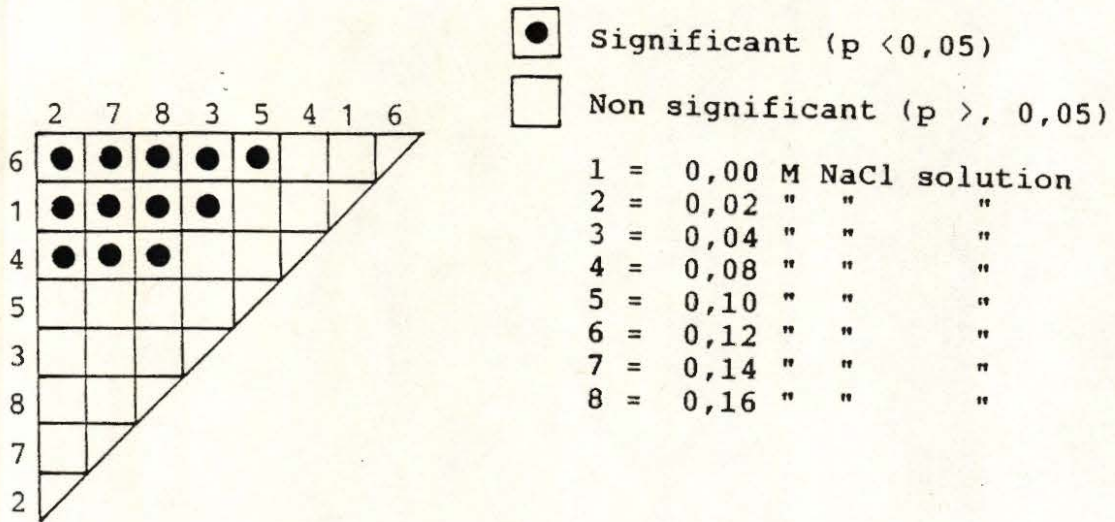 Significant (p <0,05)
Non significant (p >, 0,05)
2 7 8 3 5 4 1 6
6
1
4
5
3
8
7
2
1 = 0,00 M NaCl solution
2 = 0,02 " " "
3 = 0,04 " " "
4 = 0,08 " " "
5 = 0,10 " " "
6 = 0,12 " " "
7 = 0,14 " " "
8 = 0,16 " " "